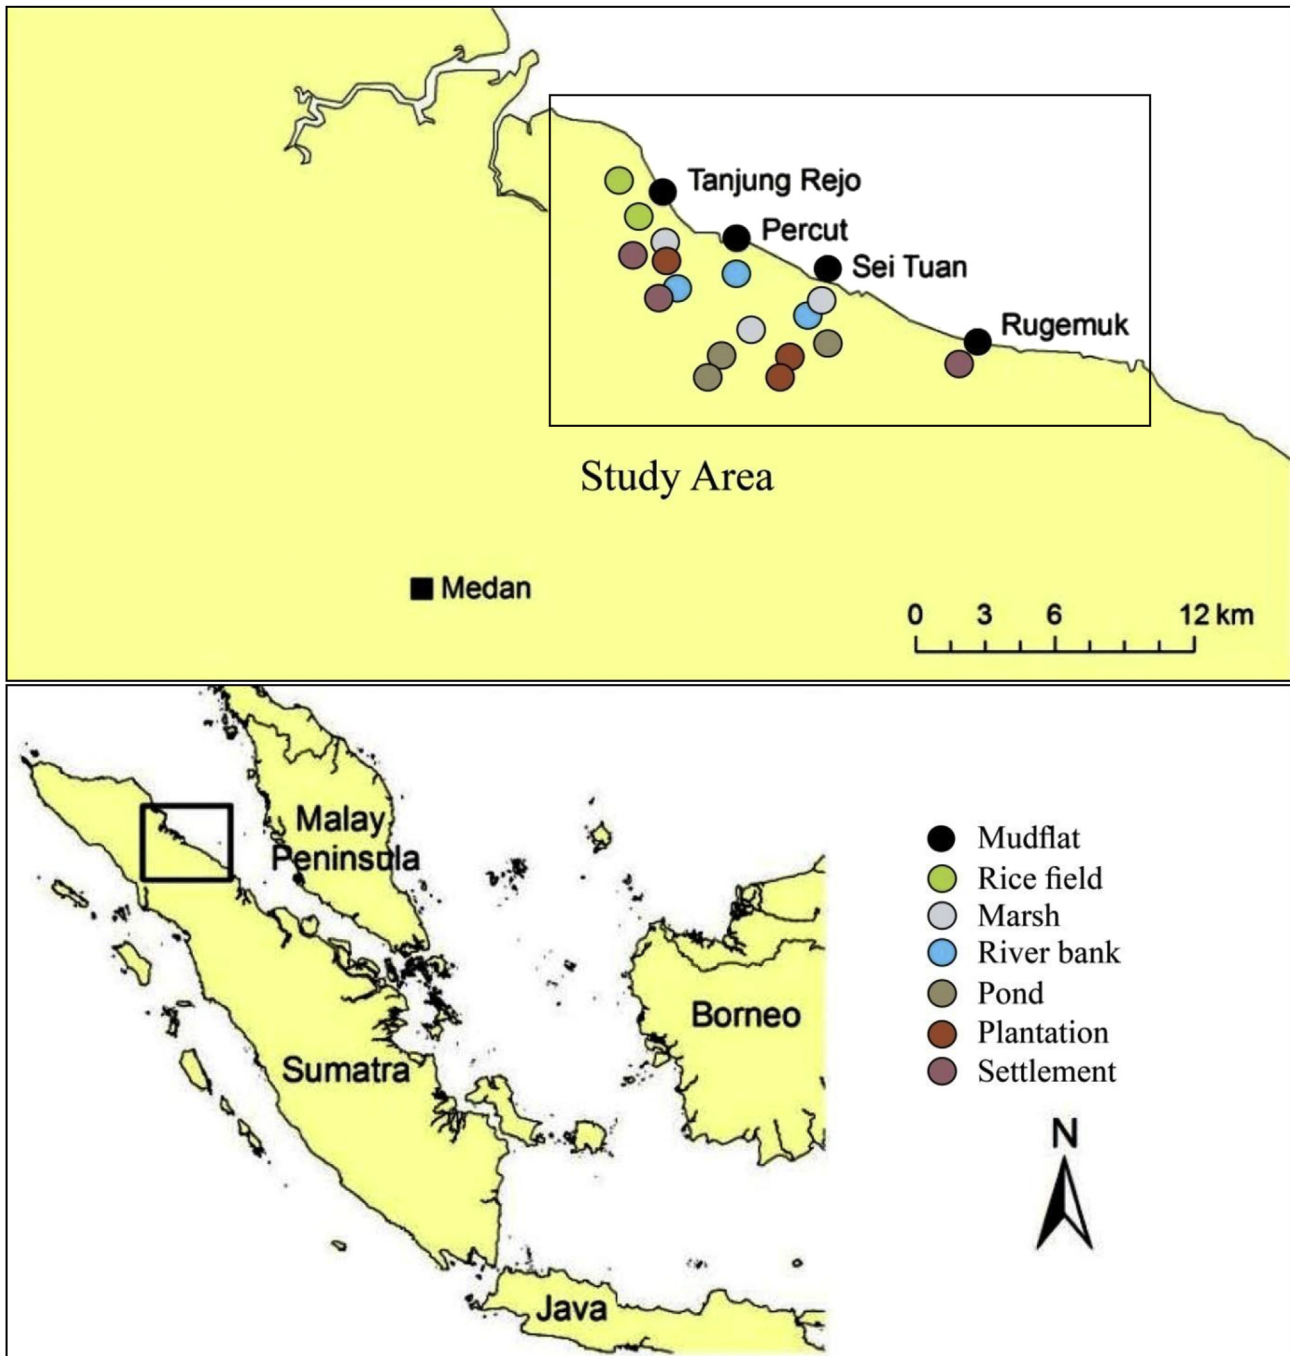 Tanjung Rejo
Percut
Sei Tuan
Rugemuk
Study Area
Medan
0 3 6 12 km
Malay
Peninsula
Mudflat
Rice field
Marsh
River bank
Pond
Plantation
Settlement
Borneo
Sumatra
N
Java